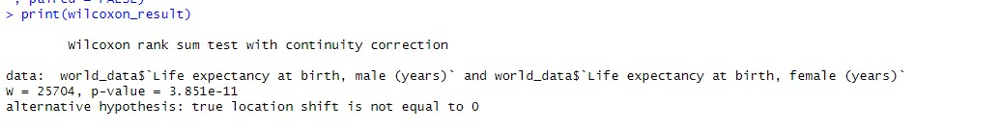 , paired = FALSE)
> print(wilcoxon_result)
Wilcoxon rank sum test with continuity correction
data:  world_data$`Life expectancy at birth, male (years)` and world_data$`Life expectancy at birth, female (years)`
W = 25704, p-value = 3.851e-11
alternative hypothesis: true location shift is not equal to 0